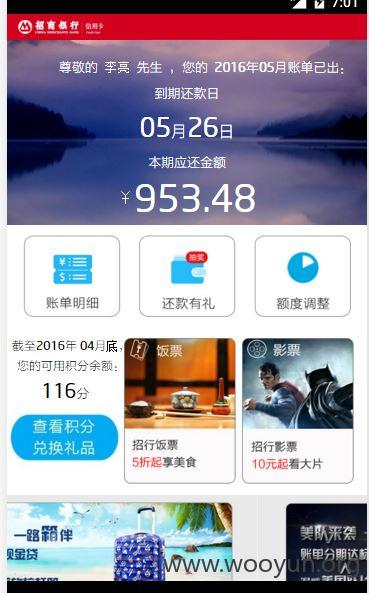 7:01
招商银行 信用卡
CHINA MERCHANTS BANK Credit Card
尊敬的 李亮 先生 ， 您的 2016年05月账单已出：
到期还款日
05月26日
本期应还金额
￥953.48
账单明细
抽奖
还款有礼
额度调整
截至2016年 04月底，
您的可用积分余额：
116分
查看积分
兑换礼品
饭票
招行饭票
5折起享美食
影票
招行影票
10元起看大片
一路箱伴
现金贷
美队来袭
账单分期达标
www.wooyun.org